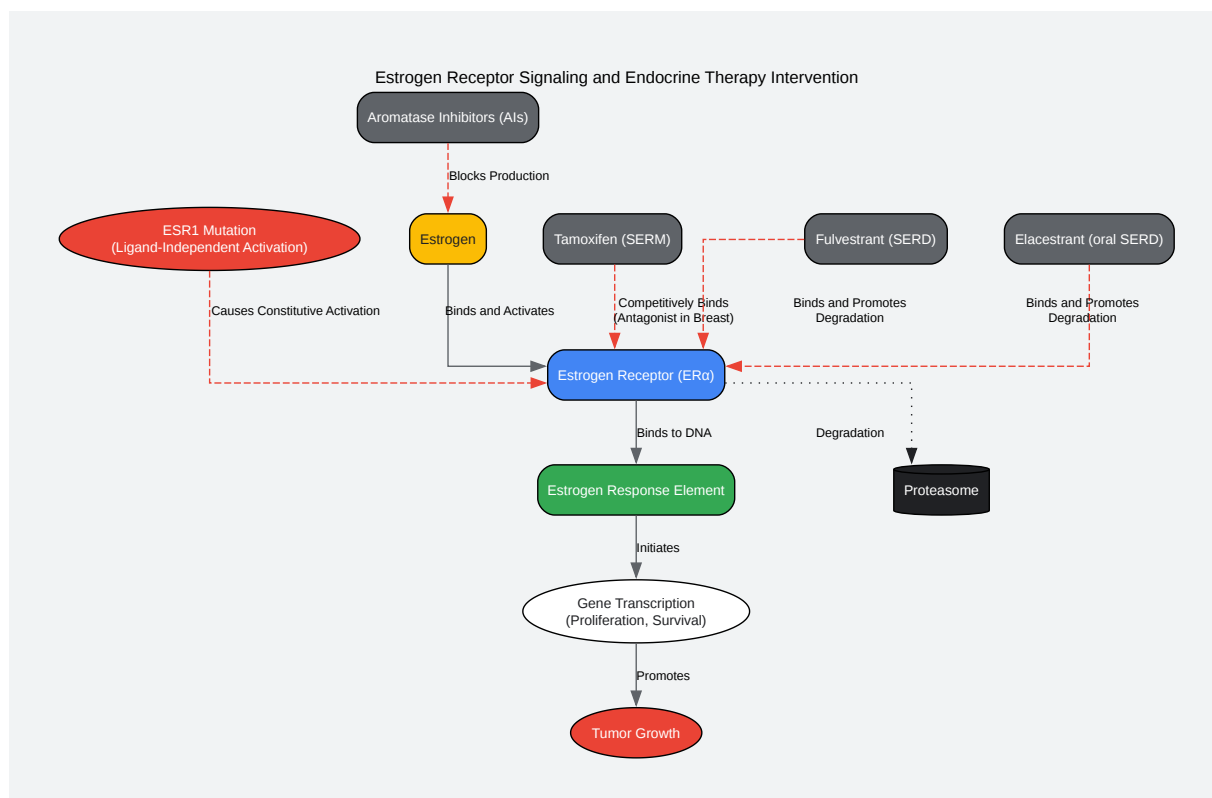 Estrogen Receptor Signaling and Endocrine Therapy Intervention
Aromatase Inhibitors (AIs)
Blocks Production
ESR1 Mutation
(Ligand-Independent Activation)
Estrogen
Tamoxifen (SERM)
Fulvestrant (SERD)
Elacestrant (oral SERD)
Causes Constitutive Activation
Binds and Activates
Competitively Binds
(Antagonist in Breast)
Binds and Promotes
Degradation
Binds and Promotes
Degradation
Estrogen Receptor (ERα)
Binds to DNA
Degradation
Estrogen Response Element
Proteasome
Initiates
Gene Transcription
(Proliferation, Survival)
Promotes
Tumor Growth